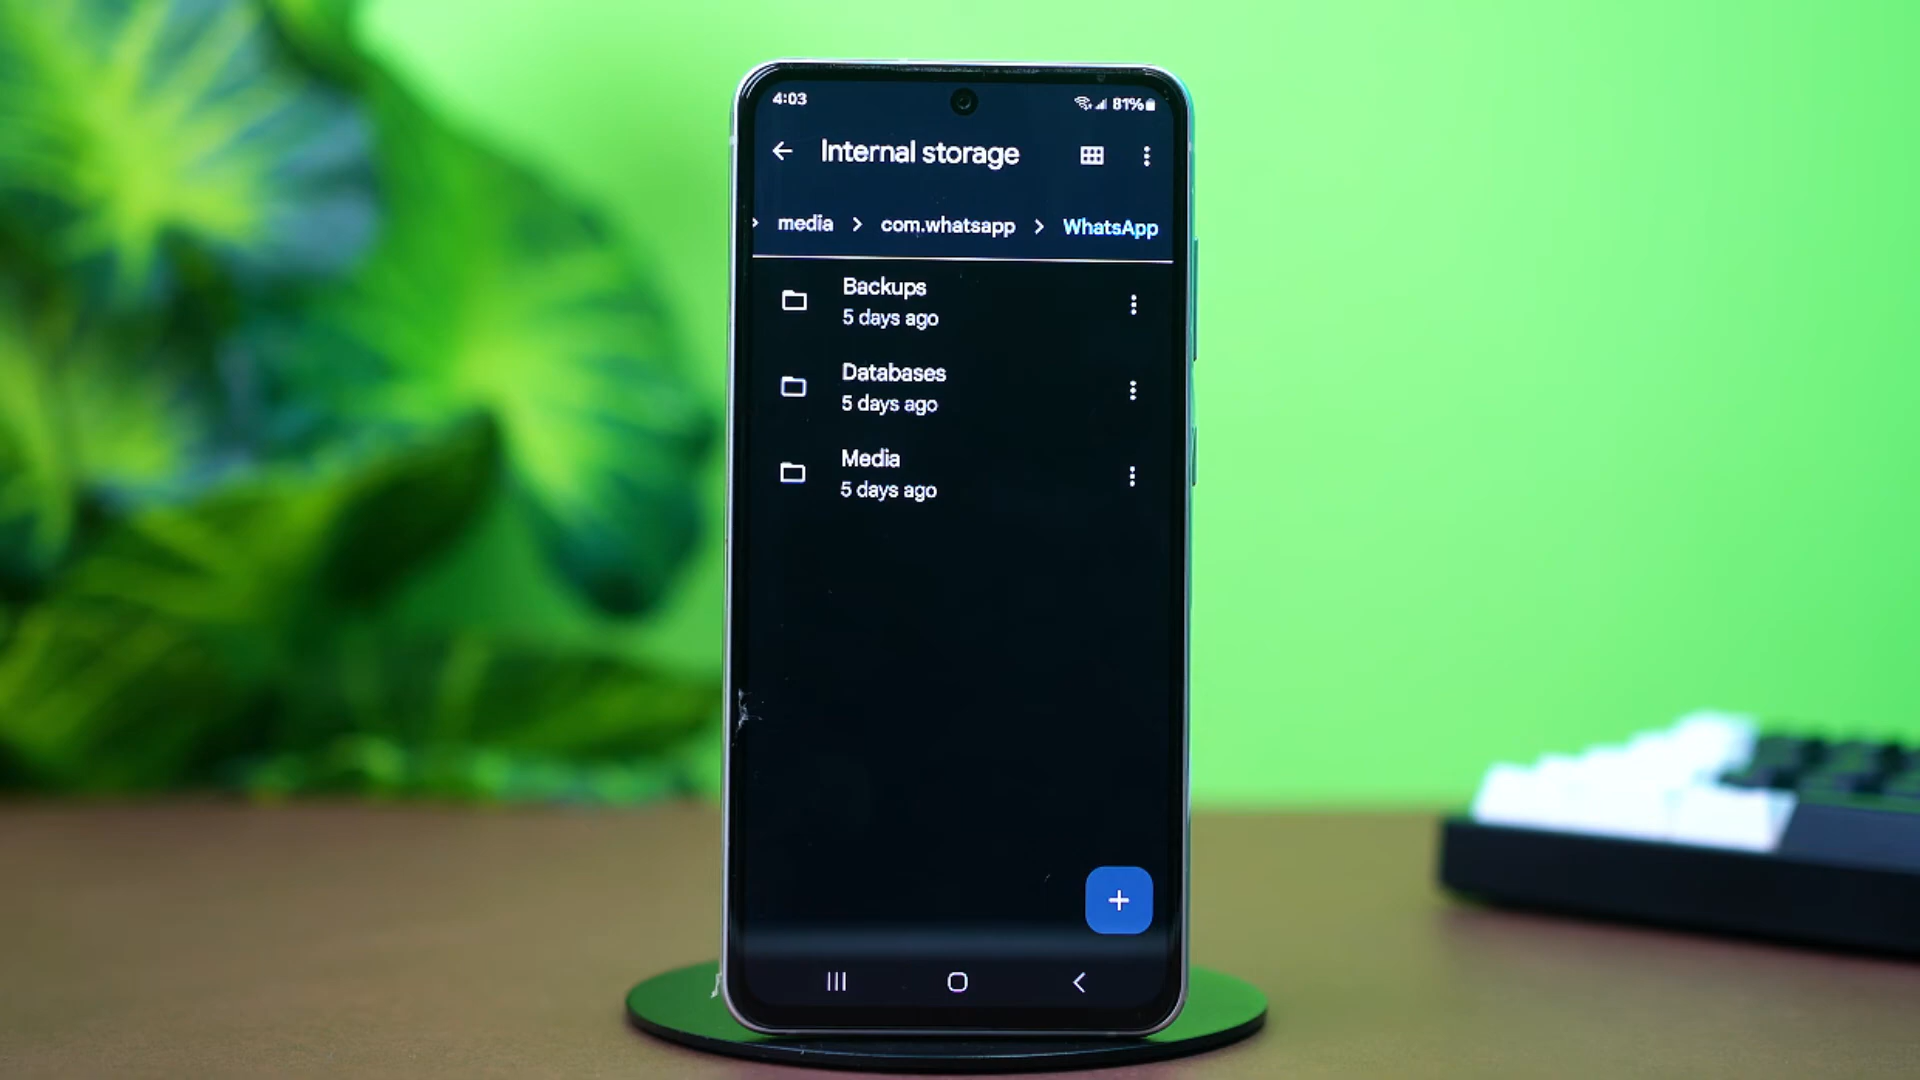 4:03
81%
Internal storage
media > com.whatsapp > WhatsApp
Backups
5 days ago
Databases
5 days ago
Media
5 days ago